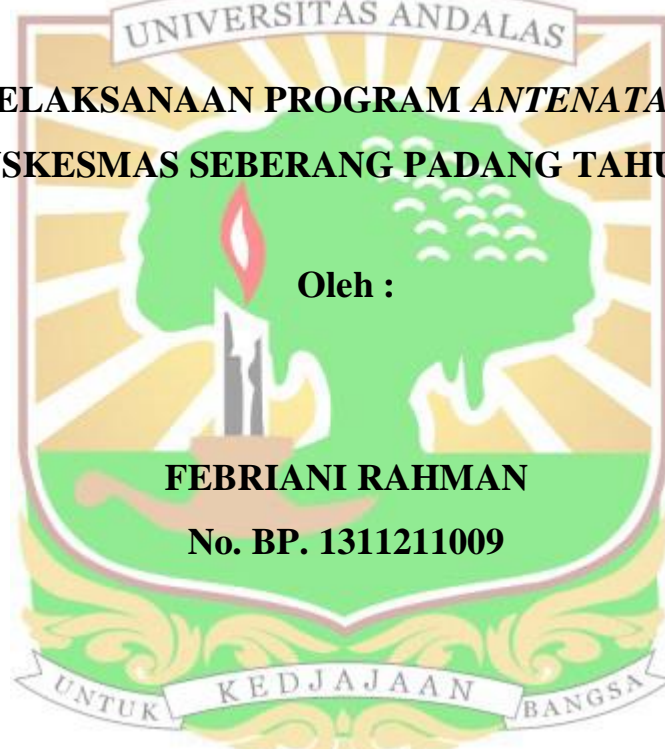 UNIVERSITAS ANDALAS
ELAKSANAAN PROGRAM ANTENATA
SKESMAS SEBERANG PADANG TAHU
Oleh :
FEBRIANI RAHMAN
No. BP. 1311211009
UNTUK KEDJAJAAN BANGSA